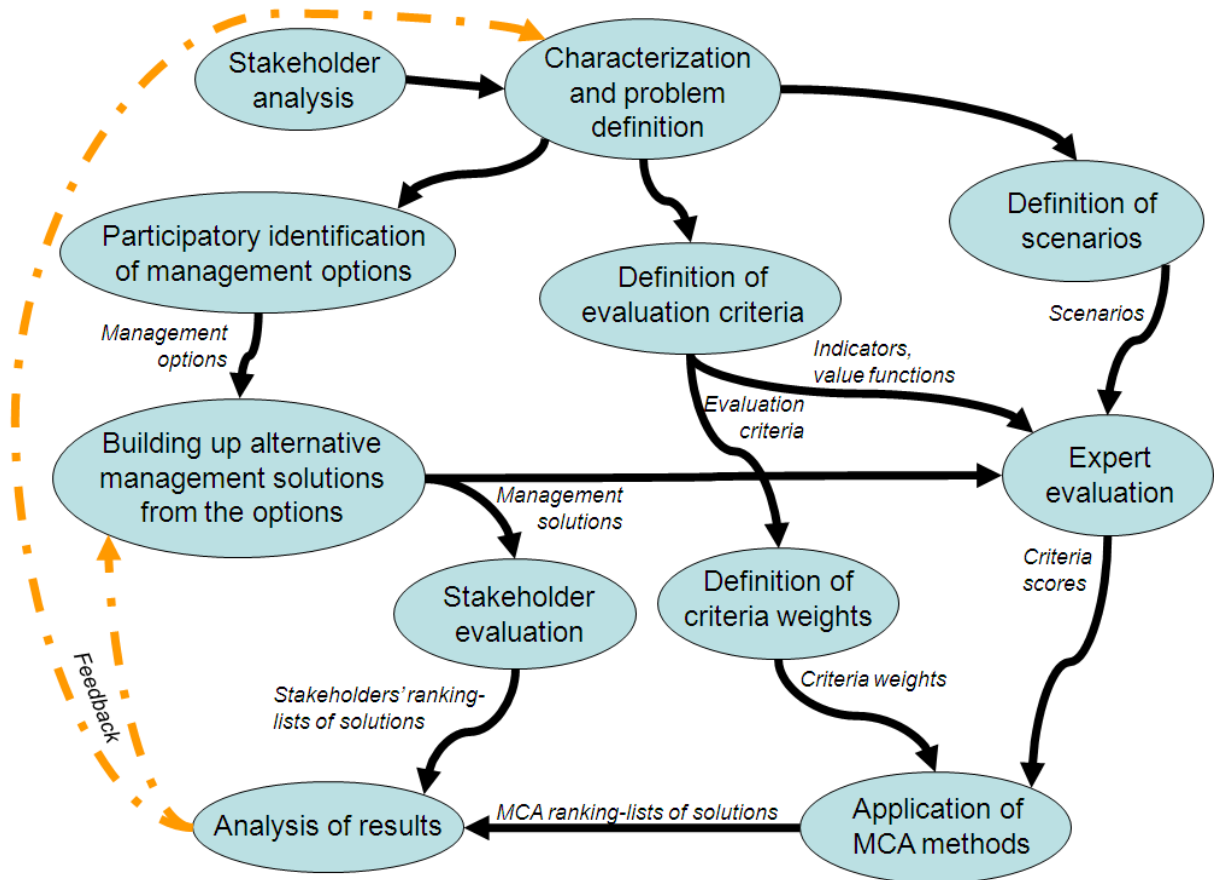 Stakeholder
analysis
Characterization
and problem
definition
Participatory identification
of management options
Definition of
scenarios
Definition of
evaluation criteria
Management
options
Scenarios
Indicators,
value functions
Evaluation
criteria
Building up alternative
management solutions
from the options
Expert
evaluation
Management
solutions
Stakeholder
evaluation
Definition of
criteria weights
Criteria
scores
Feedback
Stakeholders' ranking-
lists of solutions
Criteria weights
Analysis of results
MCA ranking-lists of solutions
Application of
MCA methods